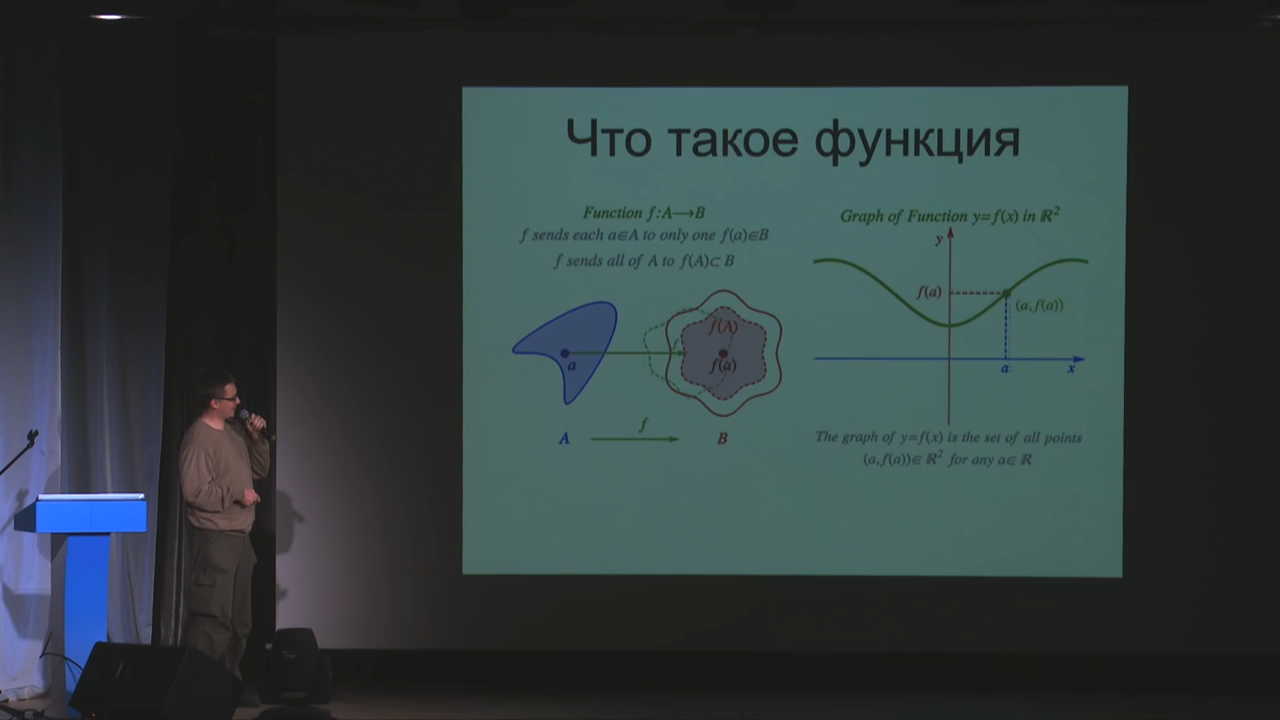 Что такое функция
Function f:A⟶B
f sends each a∈A to only one f(a)∈B
f sends all of A to f(A)⊂B
f(A)
a
f(a)
f
A
B
Graph of Function y=f(x) in ℝ²
y
f(a)
(a,f(a))
a
x
The graph of y=f(x) is the set of all points
(a,f(a))∈ ℝ² for any a∈ ℝ